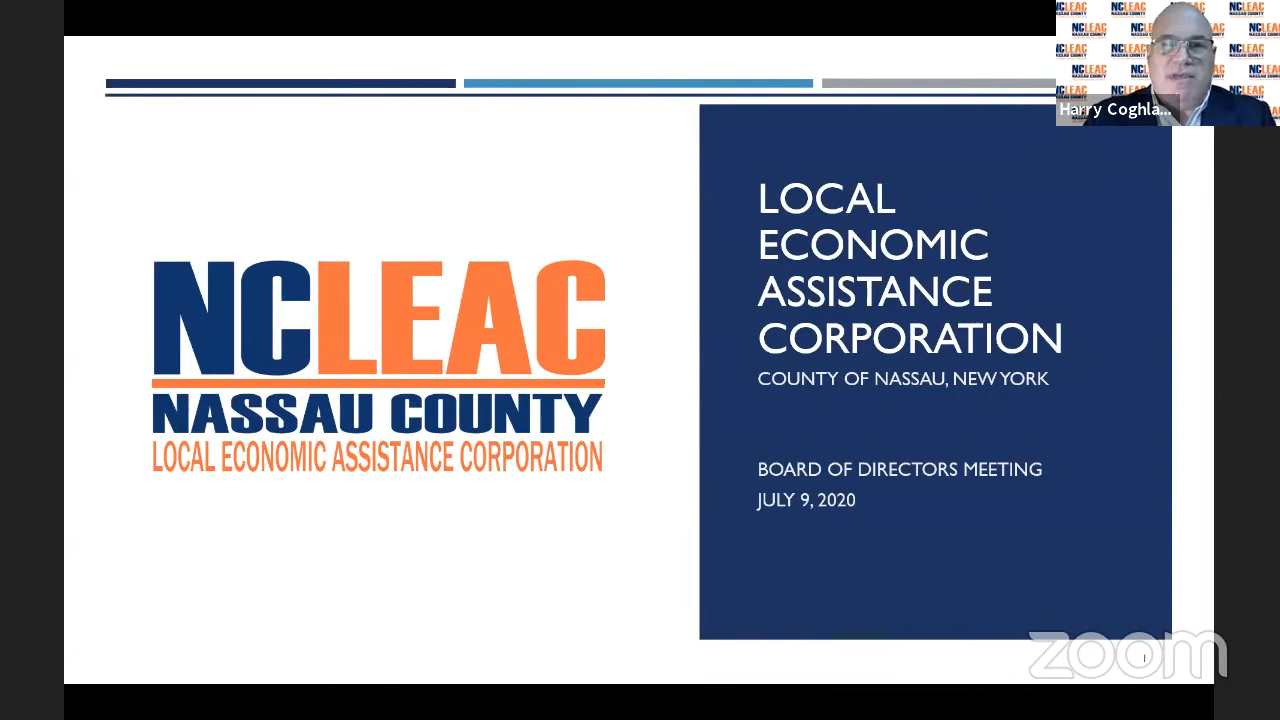 Harry Coghla...
LOCAL
ECONOMIC
ASSISTANCE
CORPORATION
COUNTY OF NASSAU, NEW YORK
BOARD OF DIRECTORS MEETING
JULY 9, 2020
NCLEAC
NASSAU COUNTY
LOCAL ECONOMIC ASSISTANCE CORPORATION
zoom
1